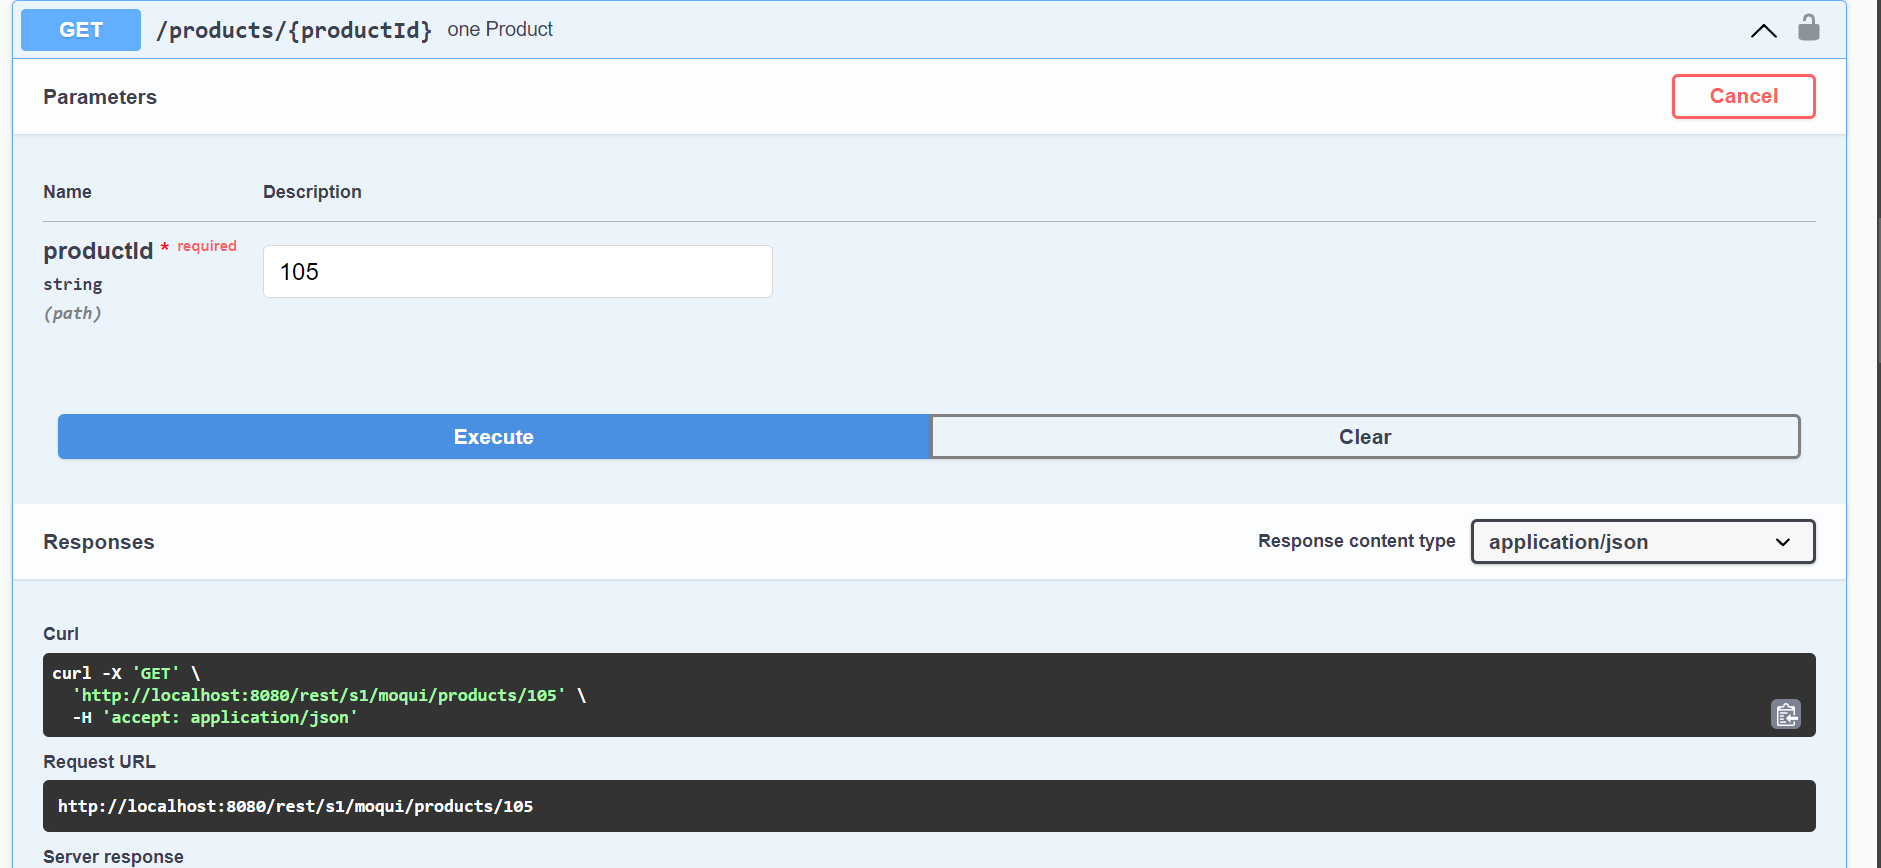 GET /products/{productId} one Product
Parameters
Cancel
Name Description
productId * required
string
(path)
105
Execute
Clear
Responses
Response content type
application/json
Curl
curl -X 'GET' \
'http://localhost:8080/rest/s1/moqui/products/105' \
-H 'accept: application/json'
Request URL
http://localhost:8080/rest/s1/moqui/products/105
Server response